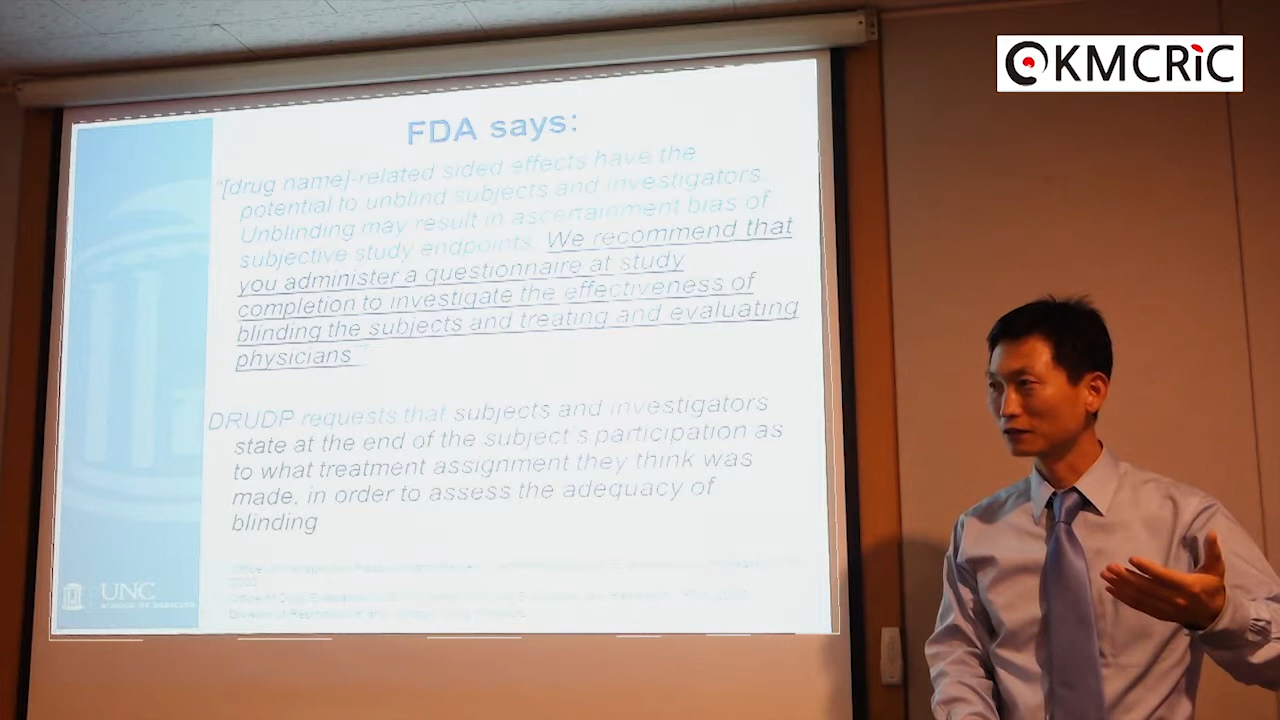 KMCRiC
FDA says:
"[drug name]-related sided effects have the
potential to unblind subjects and investigators.
Unblinding may result in ascertainment bias of
subjective study endpoints. We recommend that
you administer a questionnaire at study
completion to investigate the effectiveness of
blinding the subjects and treating and evaluating
physicians"
DRUDP requests that subjects and investigators
state at the end of the subject's participation as
to what treatment assignment they think was
made, in order to assess the adequacy of
blinding
UNC
SCHOOL OF MEDICINE